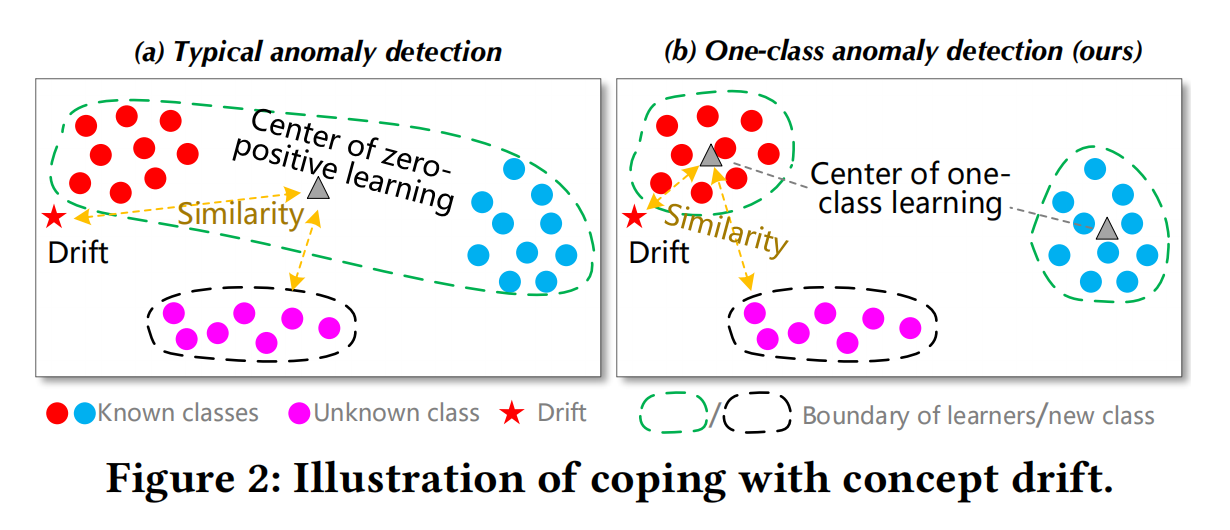 (a) Typical anomaly detection
Center of zero-
positive learning
Similarity
Drift
(b) One-class anomaly detection (ours)
Center of one-
class learning
Similarity
Drift
Known classes
Unknown class
Drift
/
Boundary of learners/new class
Figure 2: Illustration of coping with concept drift.